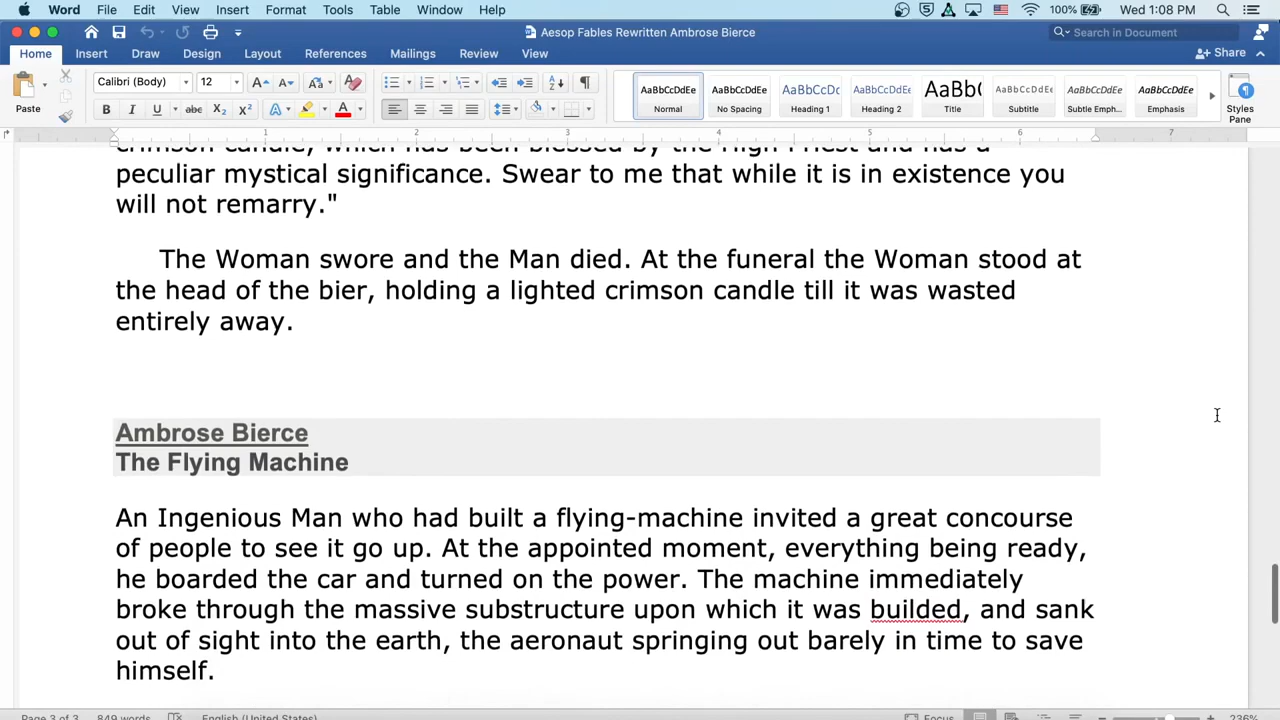 Word File Edit View Insert Format Tools Table Window Help 100% Wed 1:08 PM
Aesop Fables Rewritten Ambrose Bierce Search in Document
Home Insert Draw Design Layout References Mailings Review View Share
Paste Calibri (Body) 12 AaBbCcDdEe AaBbCcDdEe AaBbCcDc AaBbCcDdEe AaBb( AaBbCcDdEe AaBbCcDdEe AaBbCcDdEe
Normal No Spacing Heading 1 Heading 2 Title Subtitle Subtle Emph... Emphasis Styles Pane
1 2 3 4 5 6 7
crimson candle, which has been blessed by the High Priest and has a
peculiar mystical significance. Swear to me that while it is in existence you
will not remarry."
The Woman swore and the Man died. At the funeral the Woman stood at
the head of the bier, holding a lighted crimson candle till it was wasted
entirely away.
Ambrose Bierce
The Flying Machine
An Ingenious Man who had built a flying-machine invited a great concourse
of people to see it go up. At the appointed moment, everything being ready,
he boarded the car and turned on the power. The machine immediately
broke through the massive substructure upon which it was builded, and sank
out of sight into the earth, the aeronaut springing out barely in time to save
himself.
Page 3 of 3 849 words English (United States) Focus 236%